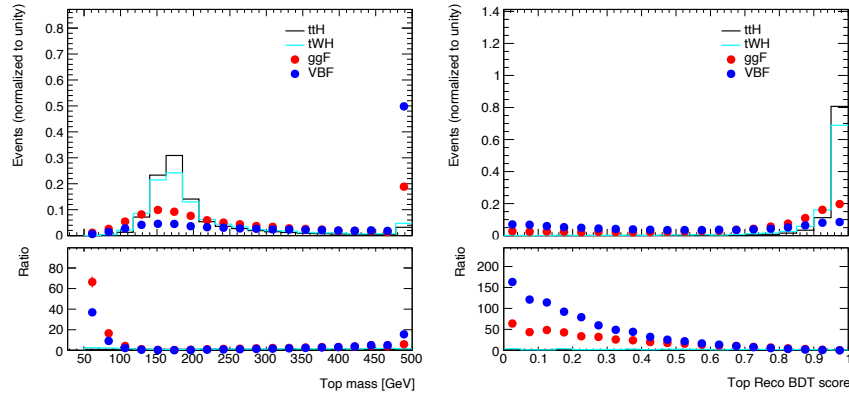 Events (normalized to unity)
0.8
0.7
0.6
0.5
0.4
0.3
0.2
0.1
0
ttH
tWH
ggF
VBF
Ratio
100
80
60
40
20
0
50 100 150 200 250 300 350 400 450 500
Top mass [GeV]
Events (normalized to unity)
1.4
1.2
1
0.8
0.6
0.4
0.2
0
ttH
tWH
ggF
VBF
Ratio
200
150
100
50
0
0 0.1 0.2 0.3 0.4 0.5 0.6 0.7 0.8 0.9 1
Top Reco BDT score